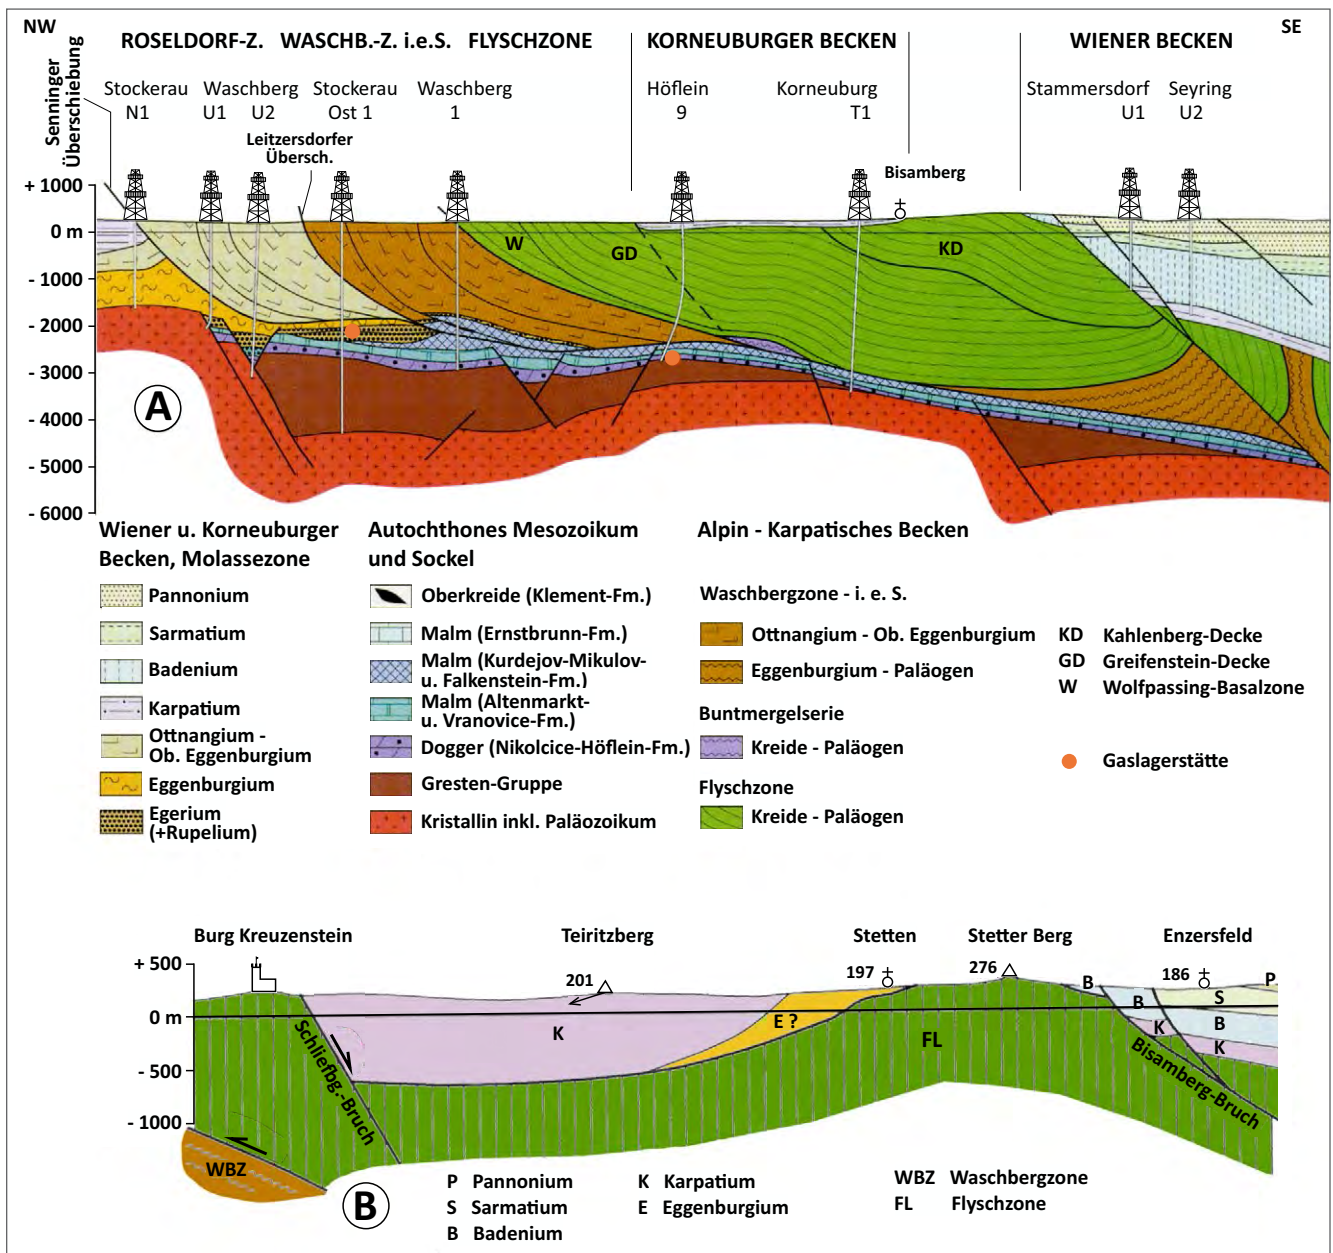 NW
SE
ROSELDORF-Z. WASCHB.-Z. i.e.S. FLYSCHZONE
KORNEUBURGER BECKEN
WIENER BECKEN
Senninger
Überschiebung
Stockerau
N1
Waschberg
U1 U2
Stockerau
Ost 1
Waschberg
1
Höflein
9
Korneuburg
T1
Stammersdorf
U1
Seyring
U2
Leitzersdorfer
Übersch.
Bisamberg
+ 1000
0 m
- 1000
- 2000
- 3000
- 4000
- 5000
- 6000
W
GD
KD
A
Wiener u. Korneuburger
Becken, Molassezone
Pannonium
Sarmatium
Badenium
Karpatium
Ottnangium -
Ob. Eggenburgium
Eggenburgium
Egerium
(+Rupelium)
Autochthones Mesozoikum
und Sockel
Oberkreide (Klement-Fm.)
Malm (Ernstbrunn-Fm.)
Malm (Kurdejov-Mikulov-
u. Falkenstein-Fm.)
Malm (Altenmarkt-
u. Vranovice-Fm.)
Dogger (Nikolcice-Höflein-Fm.)
Gresten-Gruppe
Kristallin inkl. Paläozoikum
Alpin - Karpatisches Becken
Waschbergzone - i. e. S.
Ottnangium - Ob. Eggenburgium
Eggenburgium - Paläogen
Buntmergelserie
Kreide - Paläogen
Flyschzone
Kreide - Paläogen
KD Kahlenberg-Decke
GD Greifenstein-Decke
W Wolfpassing-Basalzone
Gaslagerstätte
Burg Kreuzenstein
Teiritzberg
Stetten
Stetter Berg
Enzersfeld
+ 500
0 m
- 500
- 1000
201
197
276
186
P
B
S
B
B
K
K
K
E ?
FL
Schliefbg.-Bruch
Bisamberg-Bruch
WBZ
B
P Pannonium
S Sarmatium
B Badenium
K Karpatium
E Eggenburgium
WBZ Waschbergzone
FL Flyschzone